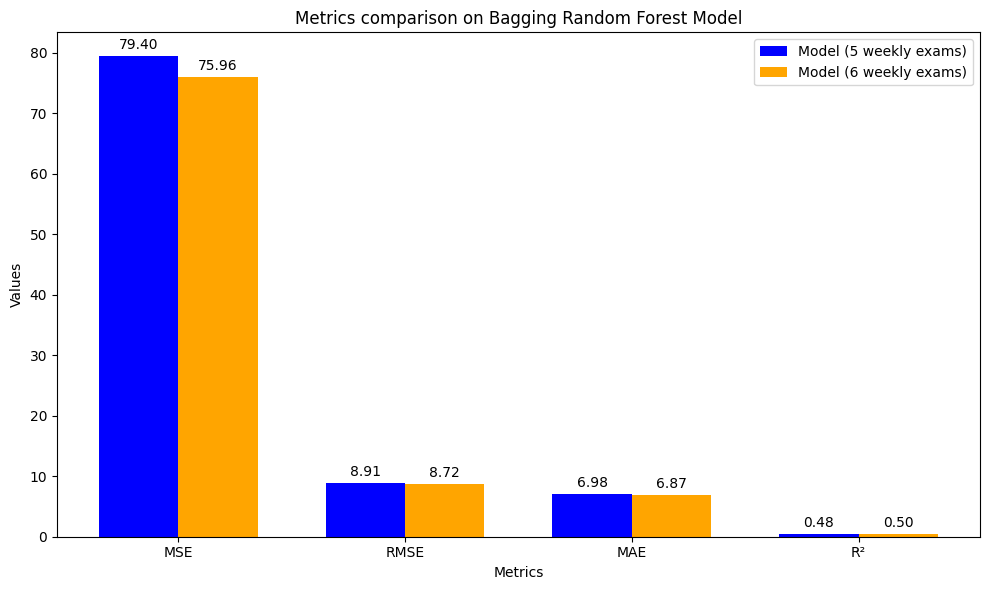 Metrics comparison on Bagging Random Forest Model
Model (5 weekly exams)
Model (6 weekly exams)
Values
80
70
60
50
40
30
20
10
0
79.40
75.96
8.91
8.72
6.98
6.87
0.48
0.50
MSE
RMSE
MAE
R²
Metrics